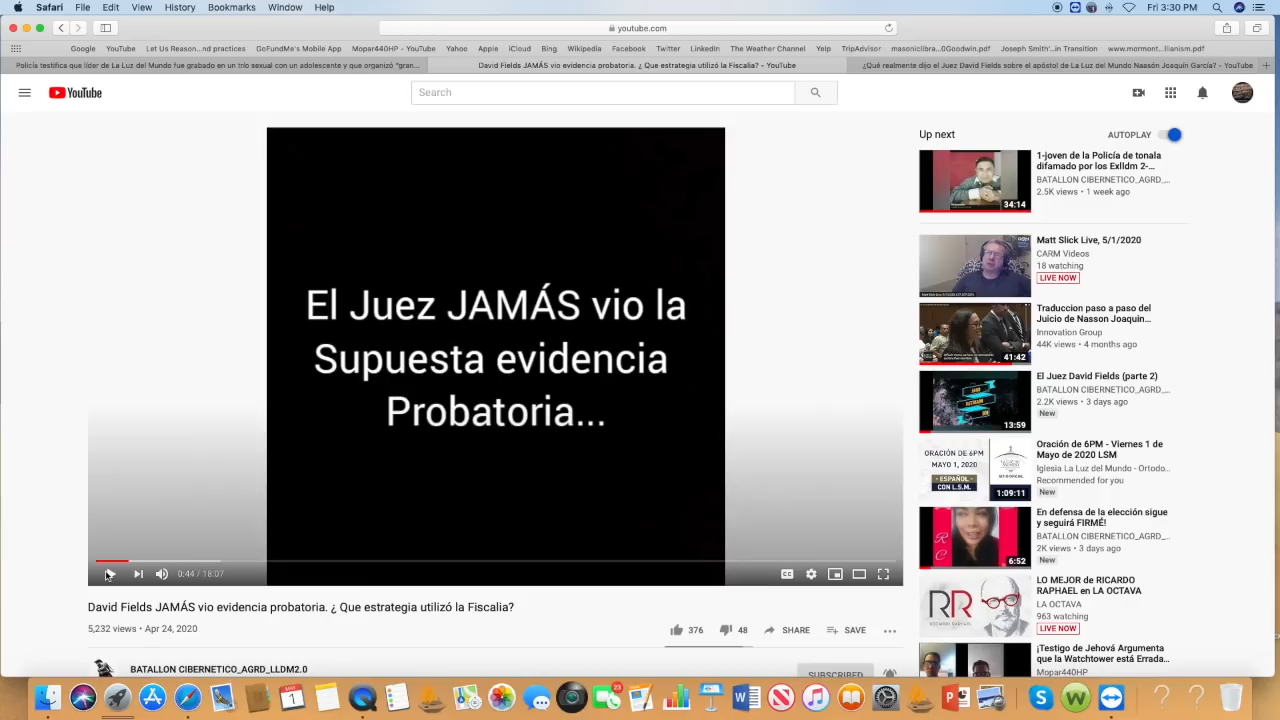 Safari File Edit View History Bookmarks Window Help
Fri 3:30 PM
youtube.com
Google YouTube Let Us Reason...nd practices GoFundMe's Mobile App Mopar440HP - YouTube Yahoo Apple iCloud Bing Wikipedia Facebook Twitter LinkedIn The Weather Channel Yelp TripAdvisor masoniclibra...0Goodwin.pdf Joseph Smith'...in Transition www.mormont...llianism.pdf
Policía testifica que líder de La Luz del Mundo fue grabado en un trío sexual con adolescente y que organizó "gran...
David Fields JAMÁS vio evidencia probatoria. ¿ Que estrategia utilizó la Fiscalia? - YouTube
¿Qué realmente dijo el Juez David Fields sobre el apóstol de La Luz del Mundo Naasón Joaquín García? - YouTube
YouTube
Search
El Juez JAMÁS vio la
Supuesta evidencia
Probatoria...
0:44 / 18:07
CC
David Fields JAMÁS vio evidencia probatoria. ¿ Que estrategia utilizó la Fiscalia?
5,232 views • Apr 24, 2020
376 48 SHARE SAVE
BATALLON CIBERNETICO_AGRD_LLDM2.0
SUBSCRIBED
Up next
AUTOPLAY
1-joven de la Policía de tonala
difamado por los Exlldm 2-...
BATALLON CIBERNETICO_AGRD_...
2.5K views • 1 week ago
34:14
Matt Slick Live, 5/1/2020
CARM Videos
18 watching
LIVE NOW
Traduccion paso a paso del
Juicio de Nasson Joaquin...
Innovation Group
44K views • 4 months ago
41:42
El Juez David Fields (parte 2)
BATALLON CIBERNETICO_AGRD_...
2.2K views • 3 days ago
New
13:59
ORACIÓN DE 6PM
MAYO 1, 2020
ESPAÑOL
CON L.S.M.
1:09:11
Oración de 6PM - Viernes 1 de
Mayo de 2020 LSM
Iglesia La Luz del Mundo - Ortodo...
Recommended for you
New
En defensa de la elección sigue
y seguirá FIRMÉ!
BATALLON CIBERNETICO_AGRD_...
2K views • 3 days ago
New
R
C
6:52
RR
LO MEJOR de RICARDO
RAPHAEL en LA OCTAVA
LA OCTAVA
963 watching
LIVE NOW
¡Testigo de Jehová Argumenta
que la Watchtower está Errada...
Mopar440HP